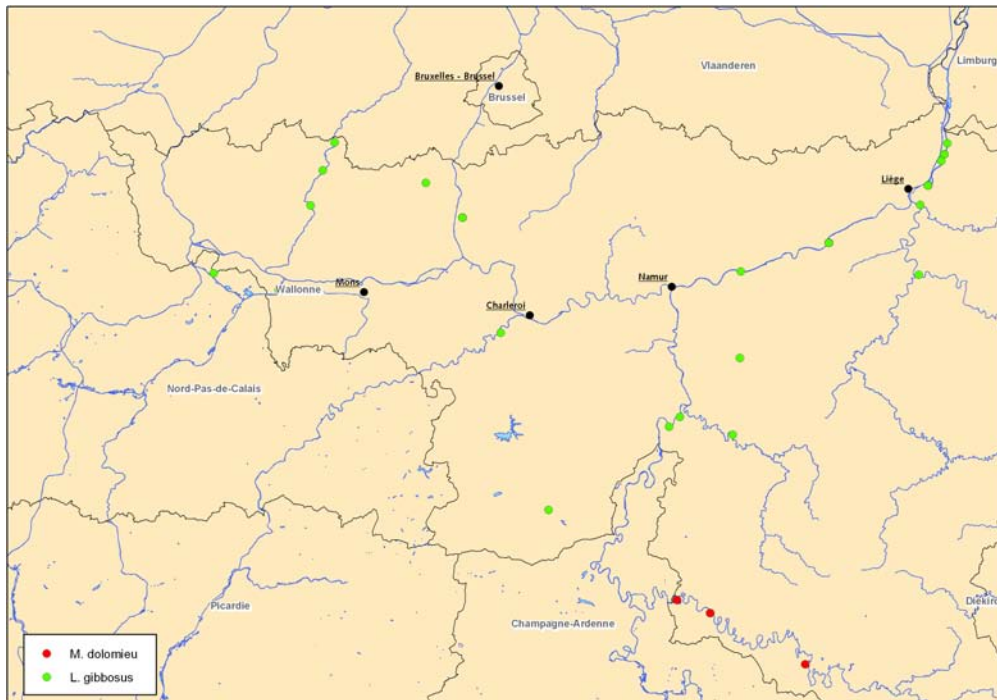 Vlaanderen
Limburg
Bruxelles - Brussel
Brussel
Liège
Namur
Mons
Wallonne
Charleroi
Nord-Pas-de-Calais
Picardie
Champagne-Ardenne
Diekirc
M. dolomieu
L. gibbosus